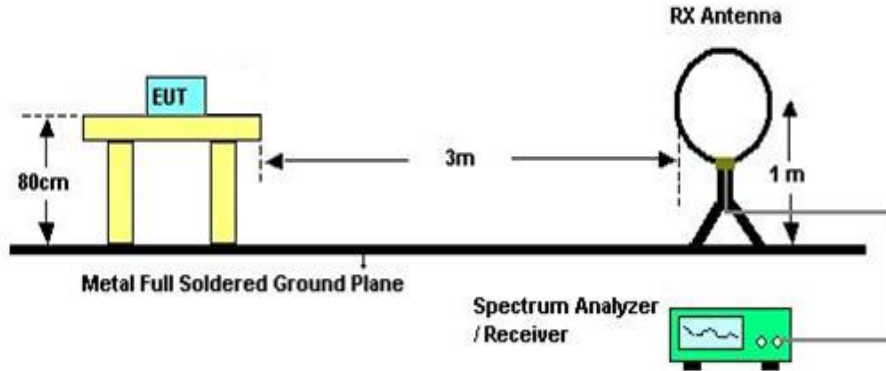 RX Antenna
EUT
3m
80cm
1 m
Metal Full Soldered Ground Plane
Spectrum Analyzer
/ Receiver